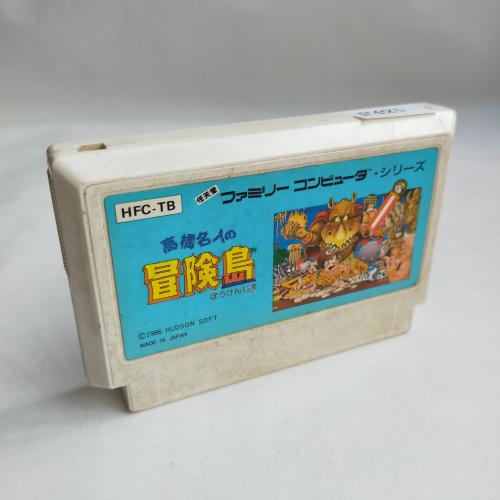 HFC-TB
任天堂 ファミリー コンピュータ™・シリーズ
高橋名人の
冒険島
ぼうけんじま
©1986 HUDSON SOFT
MADE IN JAPAN